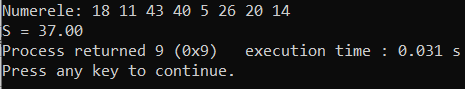 Numerele: 18 11 43 40 5 26 20 14
S = 37.00
Process returned 9 (0x9)   execution time : 0.031 s
Press any key to continue.